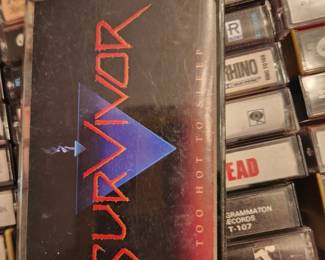 SURVIVOR
TOO HOT TO SLEEP
R
RHINO
EAD
GRAMMATON
RECORDS
T-107